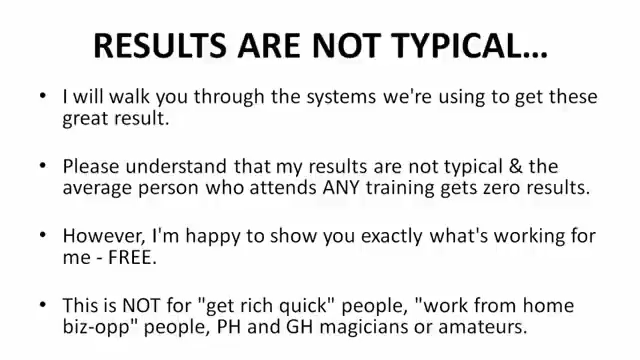 RESULTS ARE NOT TYPICAL...
• I will walk you through the systems we're using to get these
great result.
• Please understand that my results are not typical & the
average person who attends ANY training gets zero results.
• However, I'm happy to show you exactly what's working for
me - FREE.
• This is NOT for "get rich quick" people, "work from home
biz-opp" people, PH and GH magicians or amateurs.